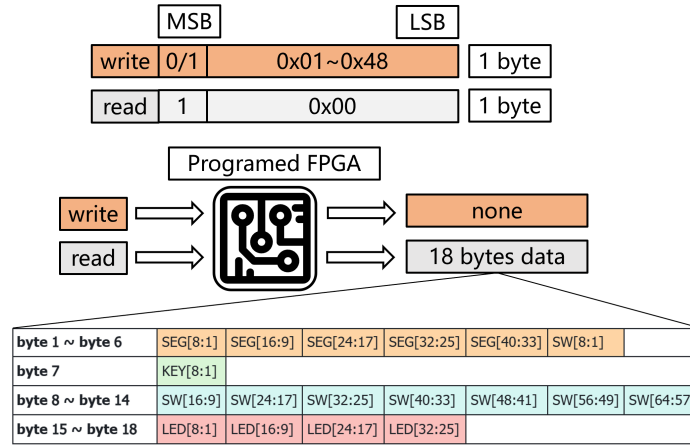 MSB LSB
write 0/1 0x01~0x48 1 byte
read 1 0x00 1 byte
Programed FPGA
write none
read 18 bytes data
byte 1 ~ byte 6 SEG[8:1] SEG[16:9] SEG[24:17] SEG[32:25] SEG[40:33] SW[8:1]
byte 7 KEY[8:1]
byte 8 ~ byte 14 SW[16:9] SW[24:17] SW[32:25] SW[40:33] SW[48:41] SW[56:49] SW[64:57
byte 15 ~ byte 18 LED[8:1] LED[16:9] LED[24:17] LED[32:25]